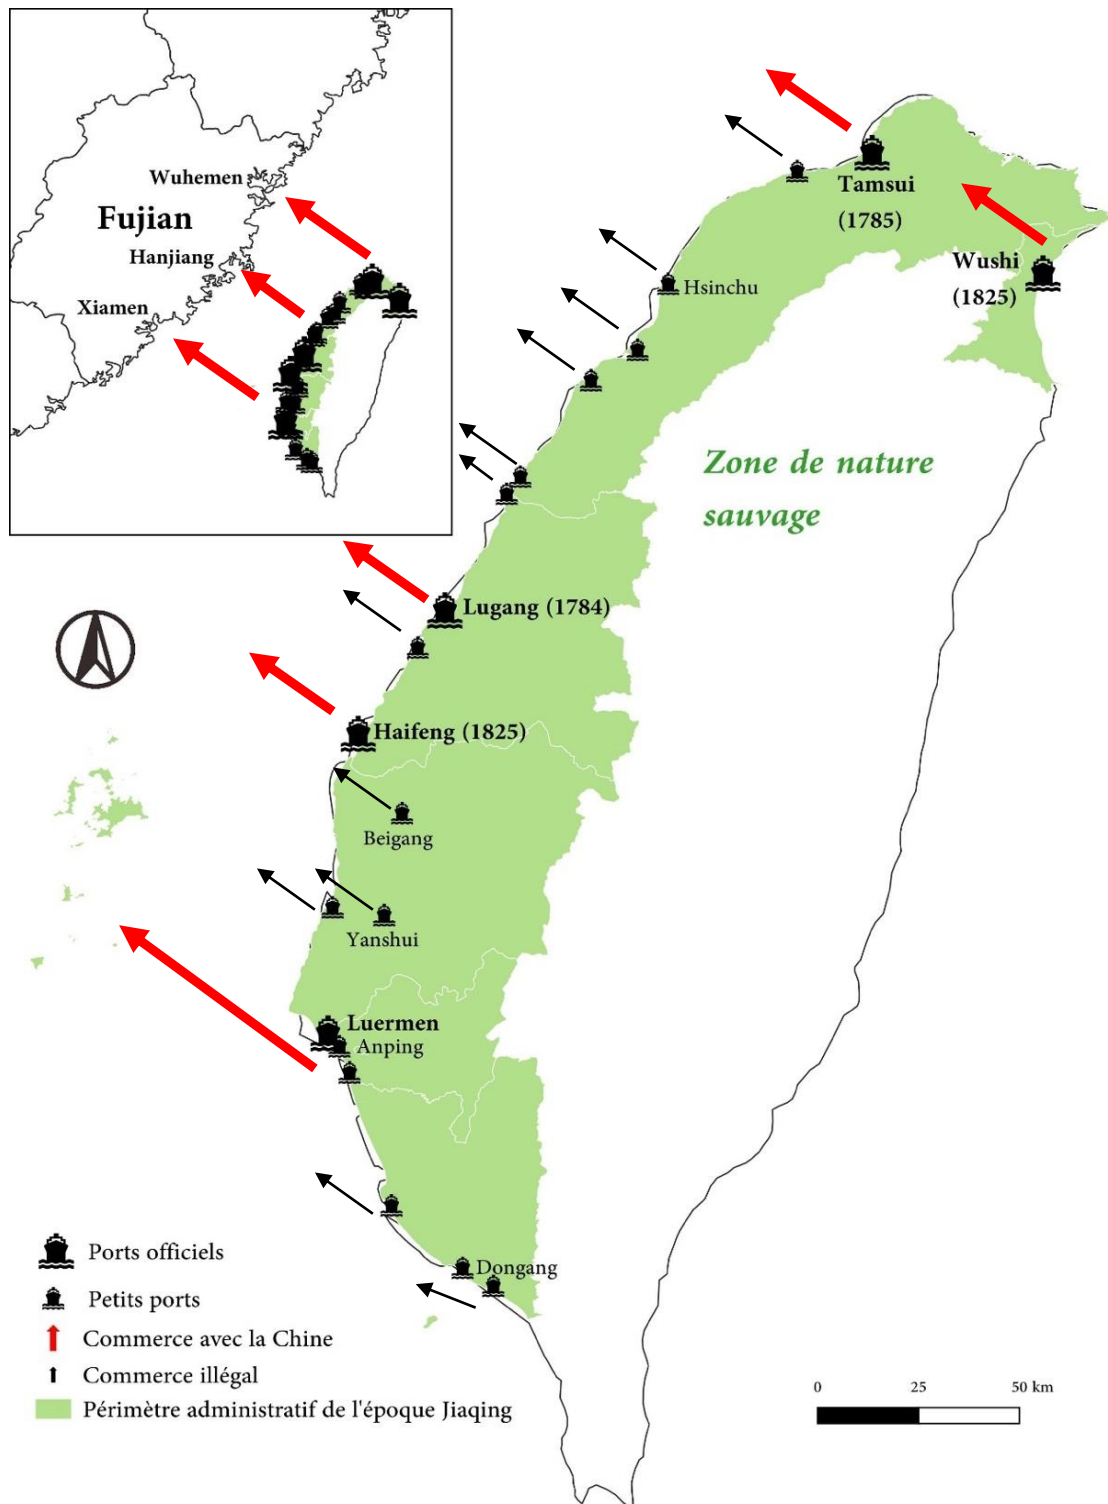 Wuhemen
Fujian
Hanjiang
Xiamen
Tamsui
(1785)
Wushi
(1825)
Hsinchu
Zone de nature
sauvage
Lugang (1784)
Haifeng (1825)
Beigang
Yanshui
Luermen
Anping
Dongang
Ports officiels
Petits ports
Commerce avec la Chine
Commerce illégal
Périmètre administratif de l'époque Jiaqing
0 25 50 km